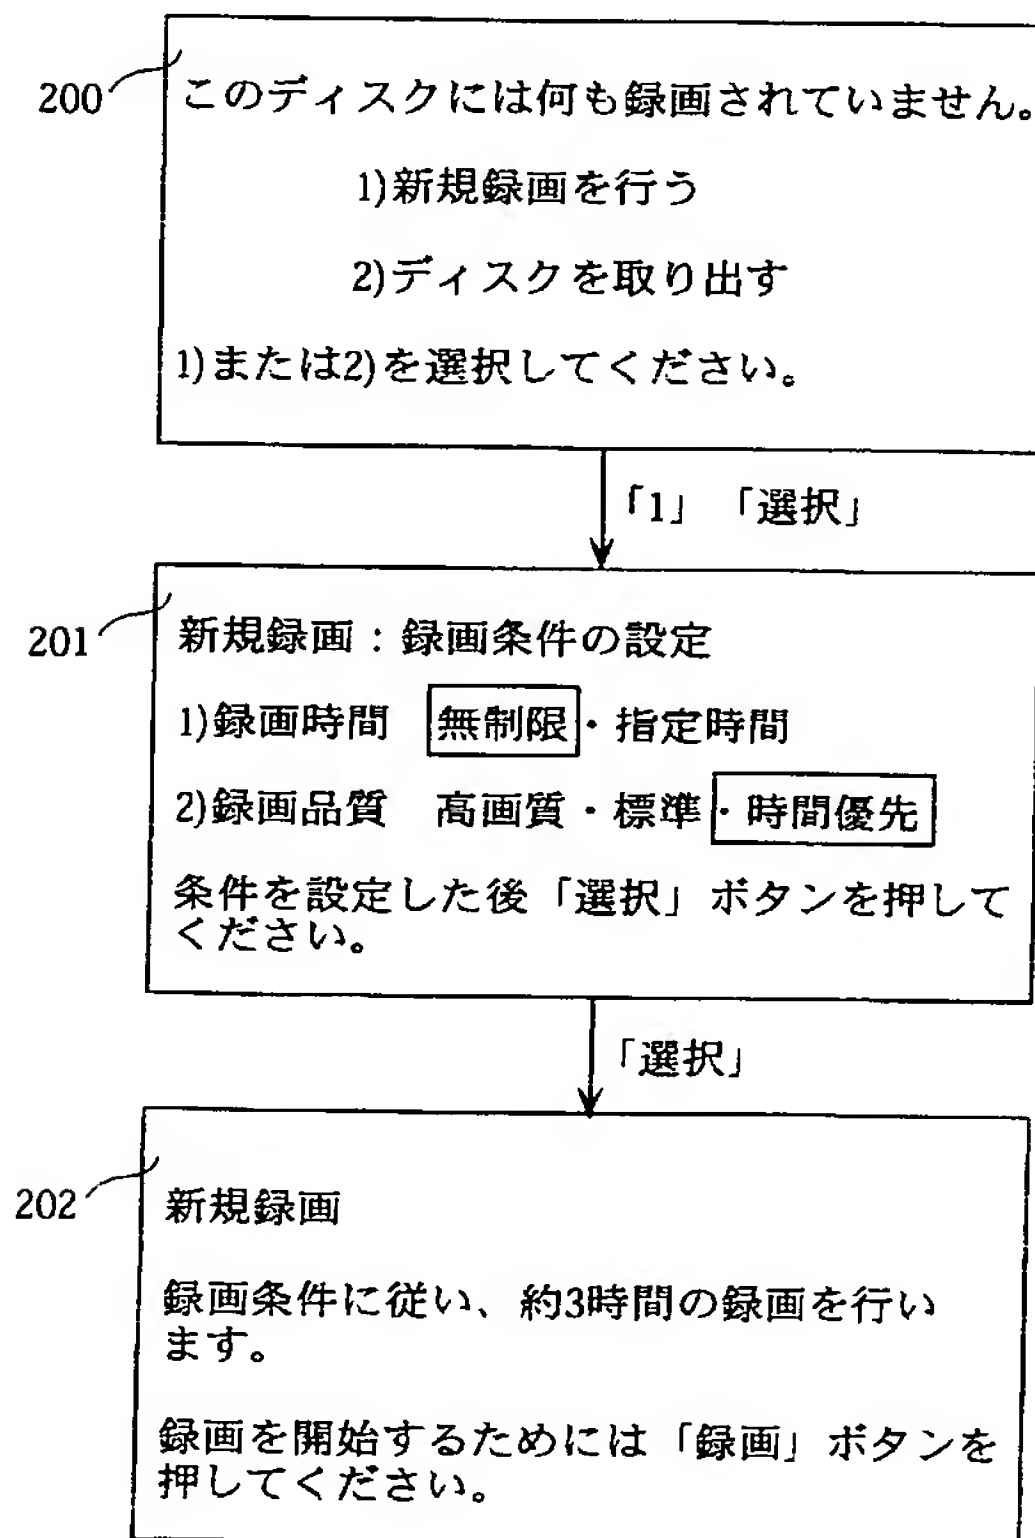 200
このディスクには何も録画されていません。
1)新規録画を行う
2)ディスクを取り出す
1)または2)を選択してください。
「1」 「選択」
201
新規録画:録画条件の設定
1)録画時間 無制限・指定時間
2)録画品質 高画質・標準・時間優先
条件を設定した後「選択」ボタンを押して
ください。
「選択」
202
新規録画
録画条件に従い、約3時間の録画を行い
ます。
録画を開始するためには「録画」ボタンを
押してください。